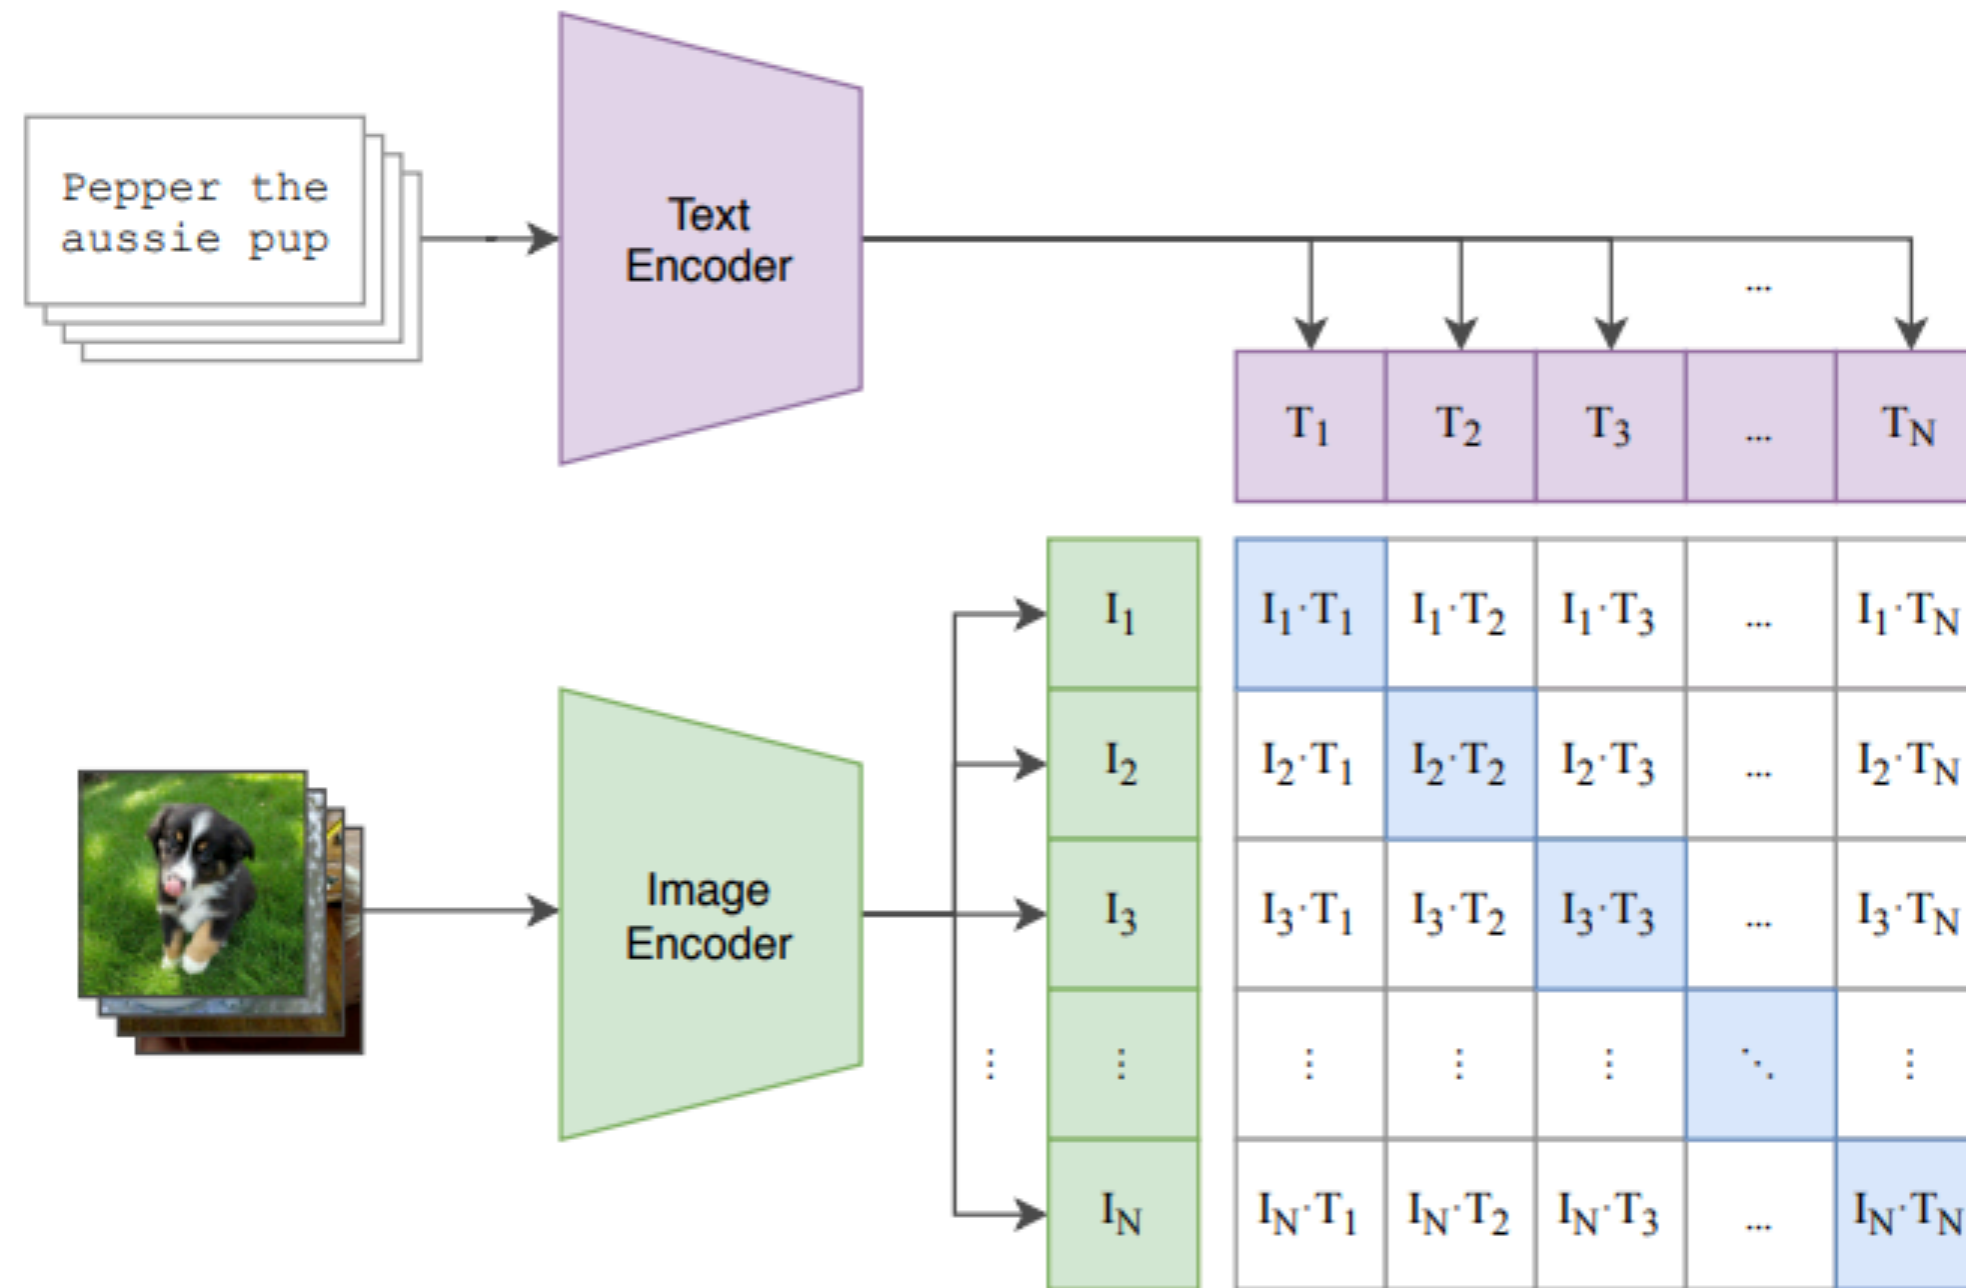 Pepper the
aussie pup
Text
Encoder
...
T₁ T₂ T₃ ... T_N
Image
Encoder
I₁ I₁·T₁ I₁·T₂ I₁·T₃ ... I₁·T_N
I₂ I₂·T₁ I₂·T₂ I₂·T₃ ... I₂·T_N
I₃ I₃·T₁ I₃·T₂ I₃·T₃ ... I₃·T_N
⋮ ⋮ ⋮ ⋮ ⋮ ⋱ ⋮
I_N I_N·T₁ I_N·T₂ I_N·T₃ ... I_N·T_N